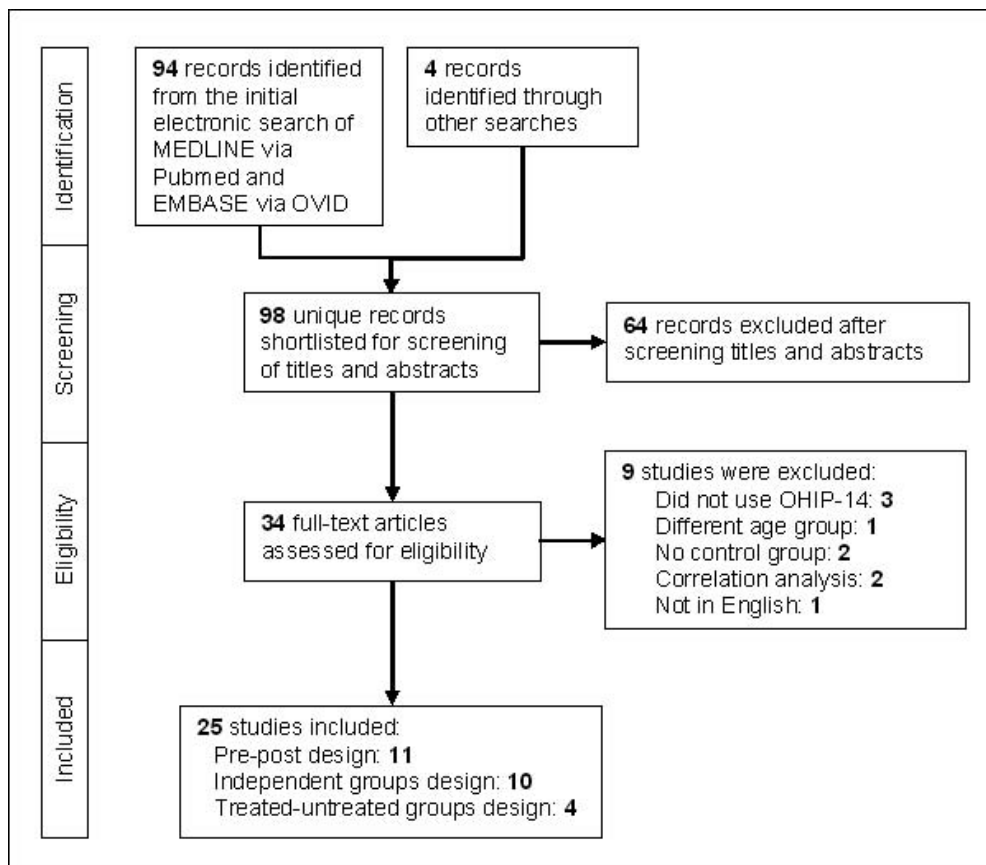 Identification
94 records identified
from the initial
electronic search of
MEDLINE via
Pubmed and
EMBASE via OVID
4 records
identified through
other searches
Screening
98 unique records
shortlisted for screening
of titles and abstracts
64 records excluded after
screening titles and abstracts
Eligibility
34 full-text articles
assessed for eligibility
9 studies were excluded:
Did not use OHIP-14: 3
Different age group: 1
No control group: 2
Correlation analysis: 2
Not in English: 1
Included
25 studies included:
Pre-post design: 11
Independent groups design: 10
Treated-untreated groups design: 4